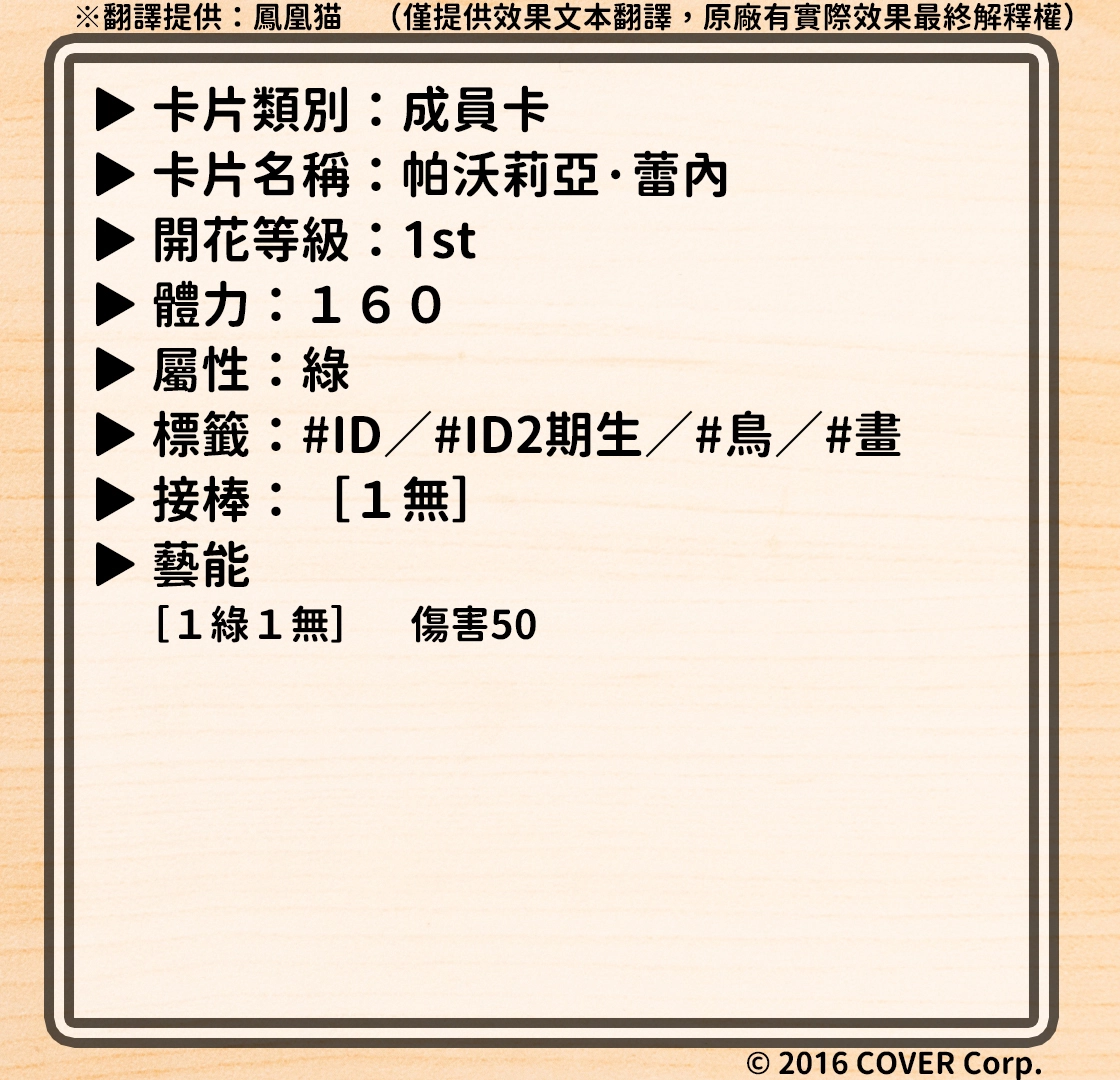 ※翻譯提供：鳳凰猫　（僅提供效果文本翻譯，原廠有實際效果最終解釋權）
▶ 卡片類別：成員卡
▶ 卡片名稱：帕沃莉亞·蕾內
▶ 開花等級：1st
▶ 體力：１６０
▶ 屬性：綠
▶ 標籤：#ID／#ID2期生／#鳥／#畫
▶ 接棒：［１無］
▶ 藝能
［１綠１無］　傷害50
© 2016 COVER Corp.